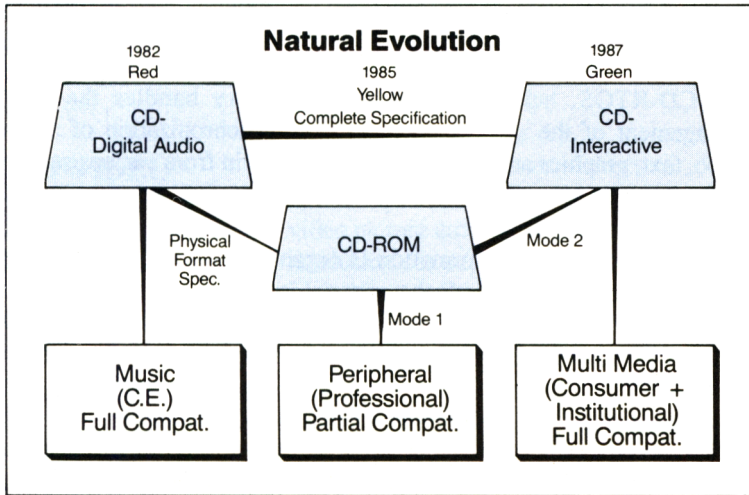 Natural Evolution
1982
Red
1985
Yellow
Complete Specification
1987
Green
CD-
Digital Audio
CD-
Interactive
CD-ROM
Physical
Format
Spec.
Mode 2
Mode 1
Music
(C.E.)
Full Compat.
Peripheral
(Professional)
Partial Compat.
Multi Media
(Consumer +
Institutional)
Full Compat.